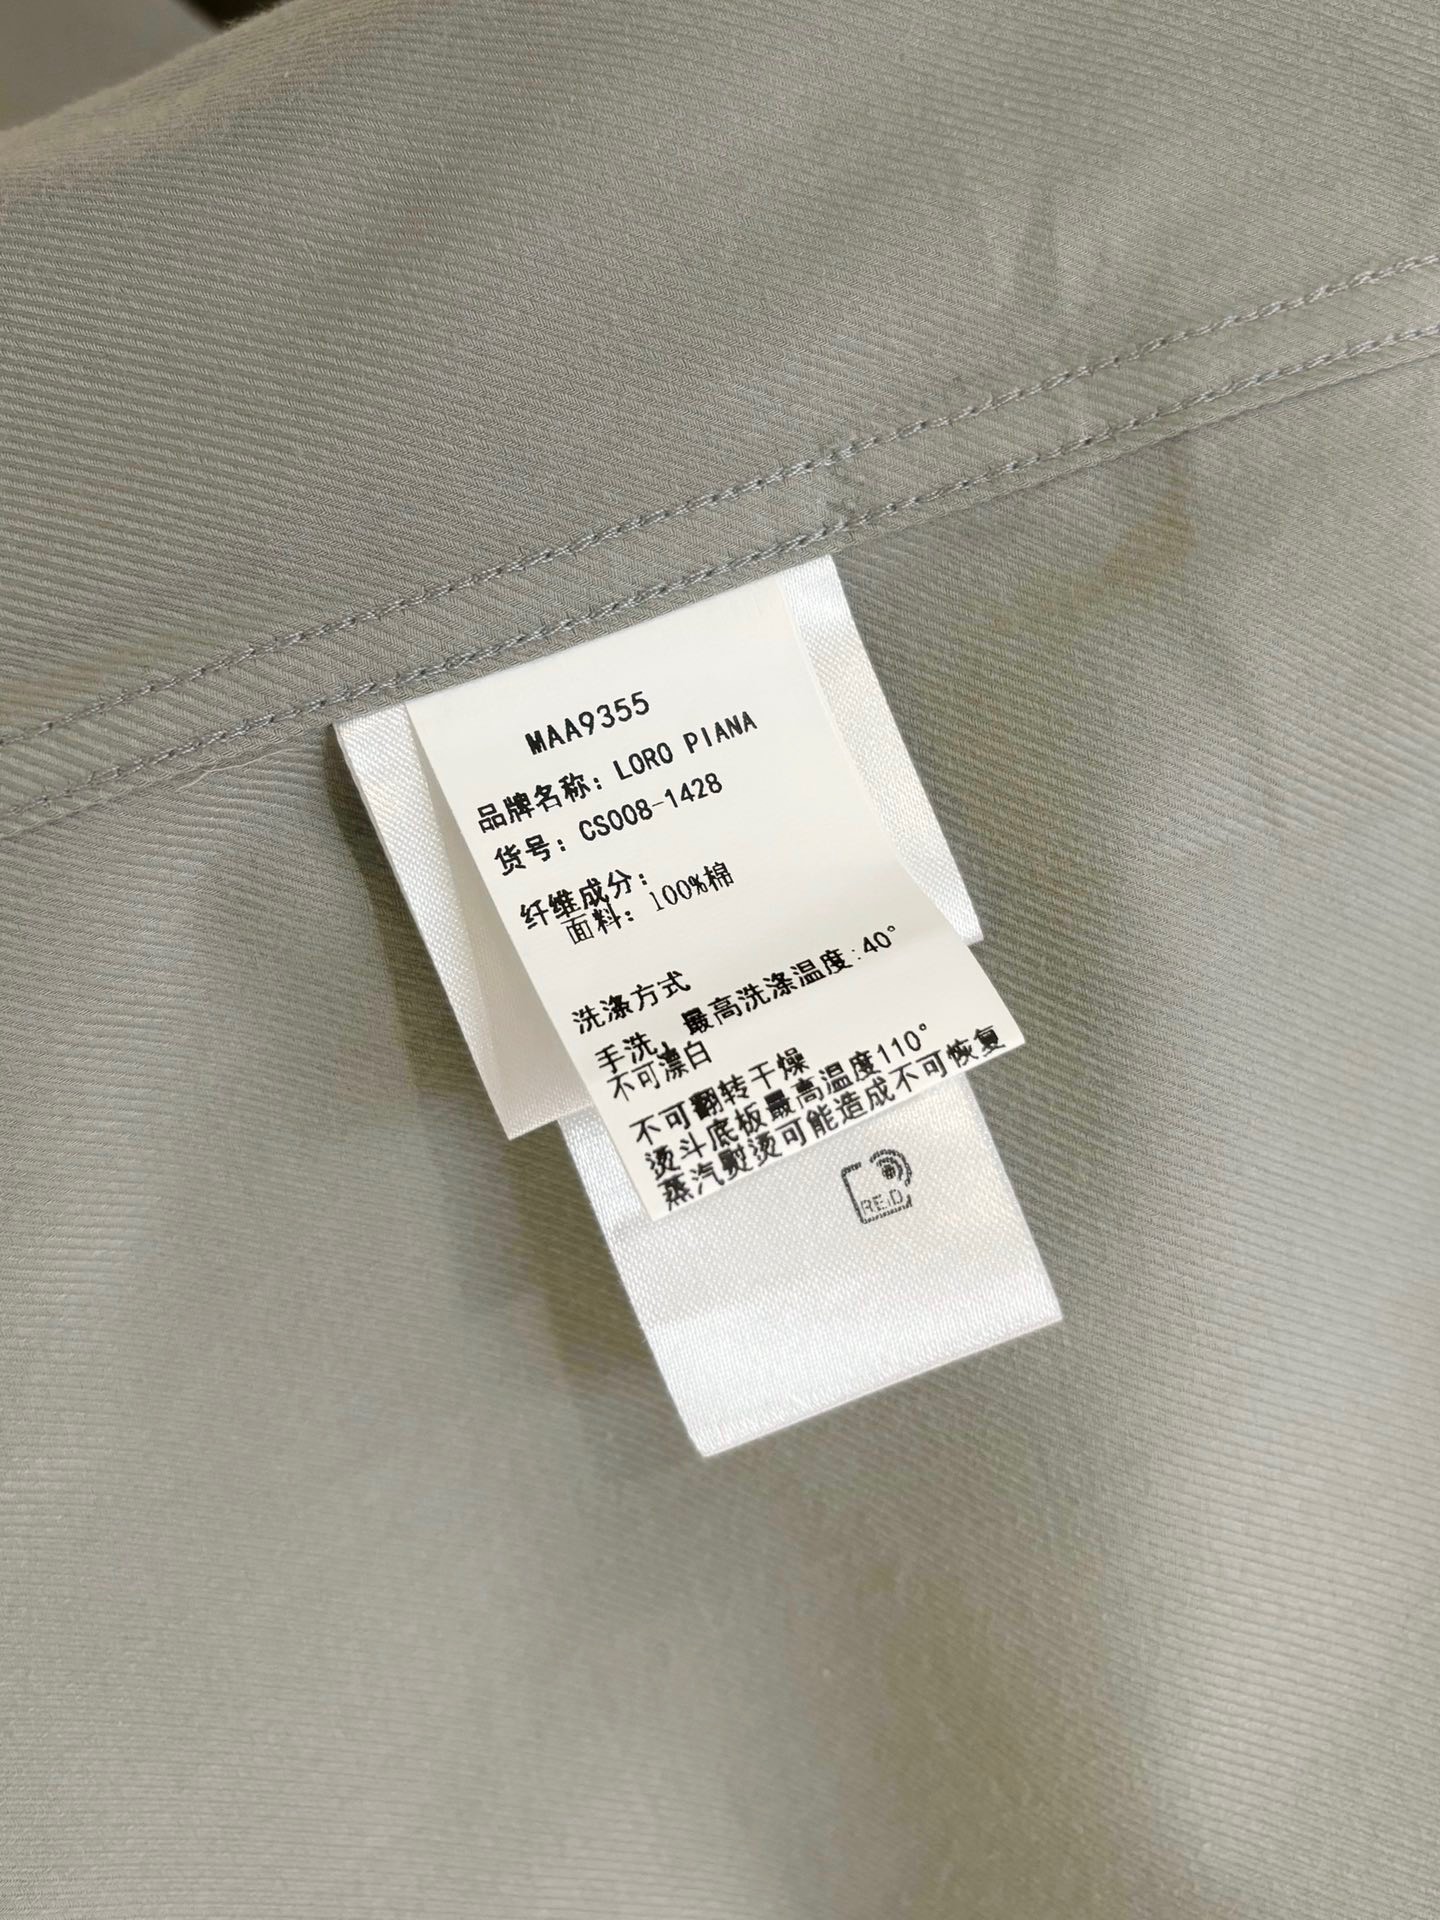 MAA9355
品牌名称: LORO PIANA
货号: CS008-1428
纤维成分:
面料: 100%棉
洗涤方式
手洗, 最高洗涤温度:40°
不可漂白
不可翻转干燥
烫斗底板最高温度110°
蒸汽熨烫可能造成不可恢复